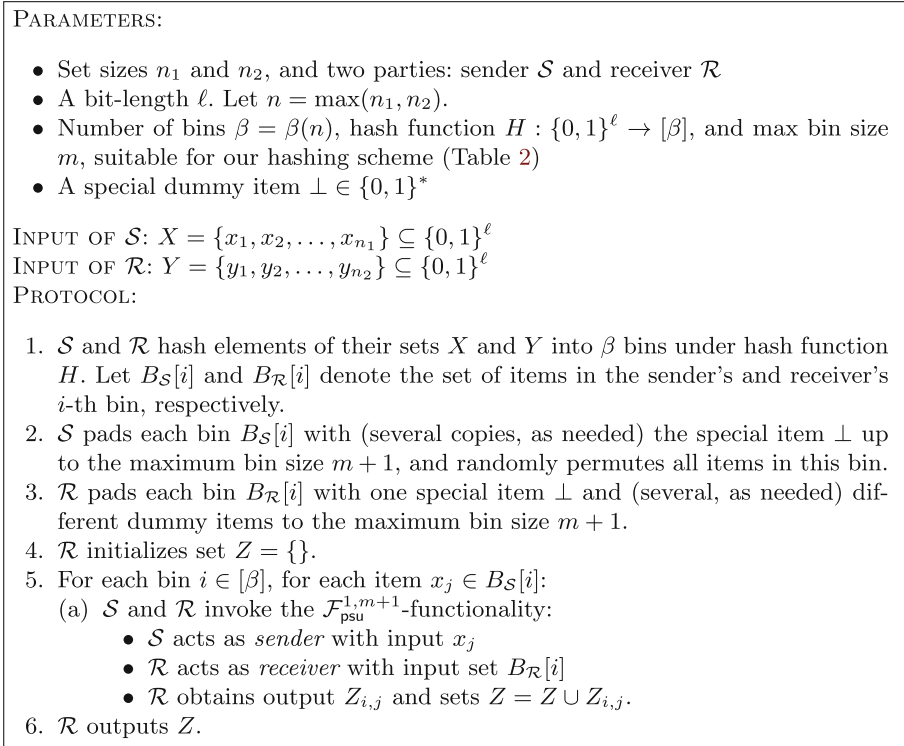 PARAMETERS:
• Set sizes n₁ and n₂, and two parties: sender 𝒮 and receiver ℛ
• A bit-length ℓ. Let n = max(n₁, n₂).
• Number of bins β = β(n), hash function H : {0, 1}^ℓ → [β], and max bin size
m, suitable for our hashing scheme (Table 2)
• A special dummy item ⊥ ∈ {0, 1}*
INPUT OF 𝒮: X = {x₁, x₂, . . . , x_{n₁}} ⊆ {0, 1}^ℓ
INPUT OF ℛ: Y = {y₁, y₂, . . . , y_{n₂}} ⊆ {0, 1}^ℓ
PROTOCOL:
1. 𝒮 and ℛ hash elements of their sets X and Y into β bins under hash function
H. Let B_𝒮[i] and B_ℛ[i] denote the set of items in the sender's and receiver's
i-th bin, respectively.
2. 𝒮 pads each bin B_𝒮[i] with (several copies, as needed) the special item ⊥ up
to the maximum bin size m + 1, and randomly permutes all items in this bin.
3. ℛ pads each bin B_ℛ[i] with one special item ⊥ and (several, as needed) dif-
ferent dummy items to the maximum bin size m + 1.
4. ℛ initializes set Z = {}.
5. For each bin i ∈ [β], for each item x_j ∈ B_𝒮[i]:
(a) 𝒮 and ℛ invoke the ℱ_{psu}^{1,m+1}-functionality:
• 𝒮 acts as sender with input x_j
• ℛ acts as receiver with input set B_ℛ[i]
• ℛ obtains output Z_{i,j} and sets Z = Z ∪ Z_{i,j}.
6. ℛ outputs Z.